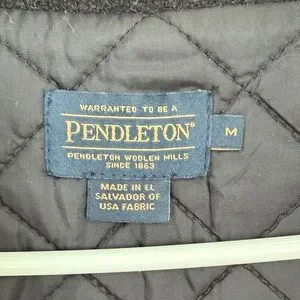 WARRANTED TO BE A
PENDLETON®
M
PENDLETON WOOLEN MILLS
SINCE 1863
MADE IN EL
SALVADOR OF
USA FABRIC